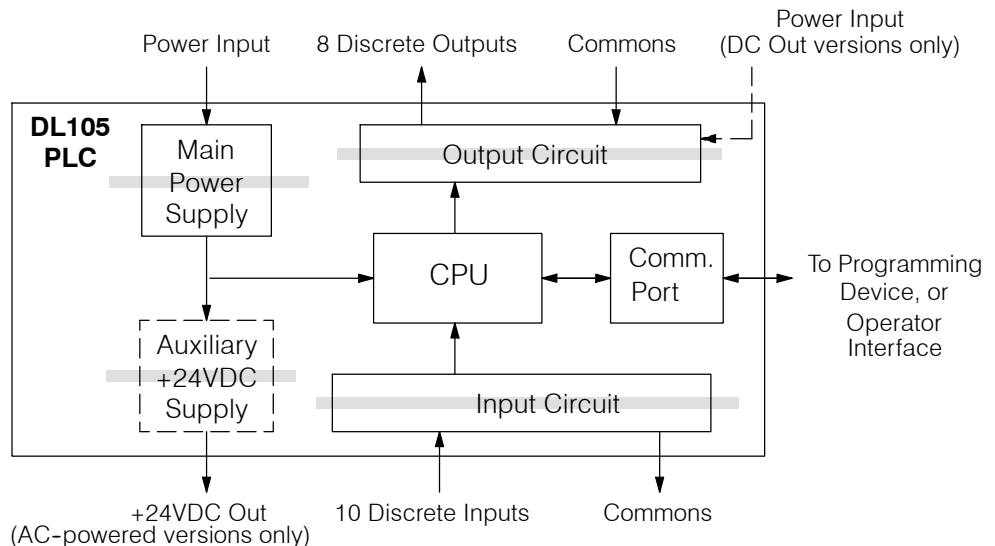 Power Input
8 Discrete Outputs
Commons
Power Input
(DC Out versions only)
DL105
PLC
Main
Power
Supply
Output Circuit
CPU
Comm.
Port
To Programming
Device, or
Operator
Interface
Auxiliary
+24VDC
Supply
Input Circuit
+24VDC Out
(AC-powered versions only)
10 Discrete Inputs
Commons